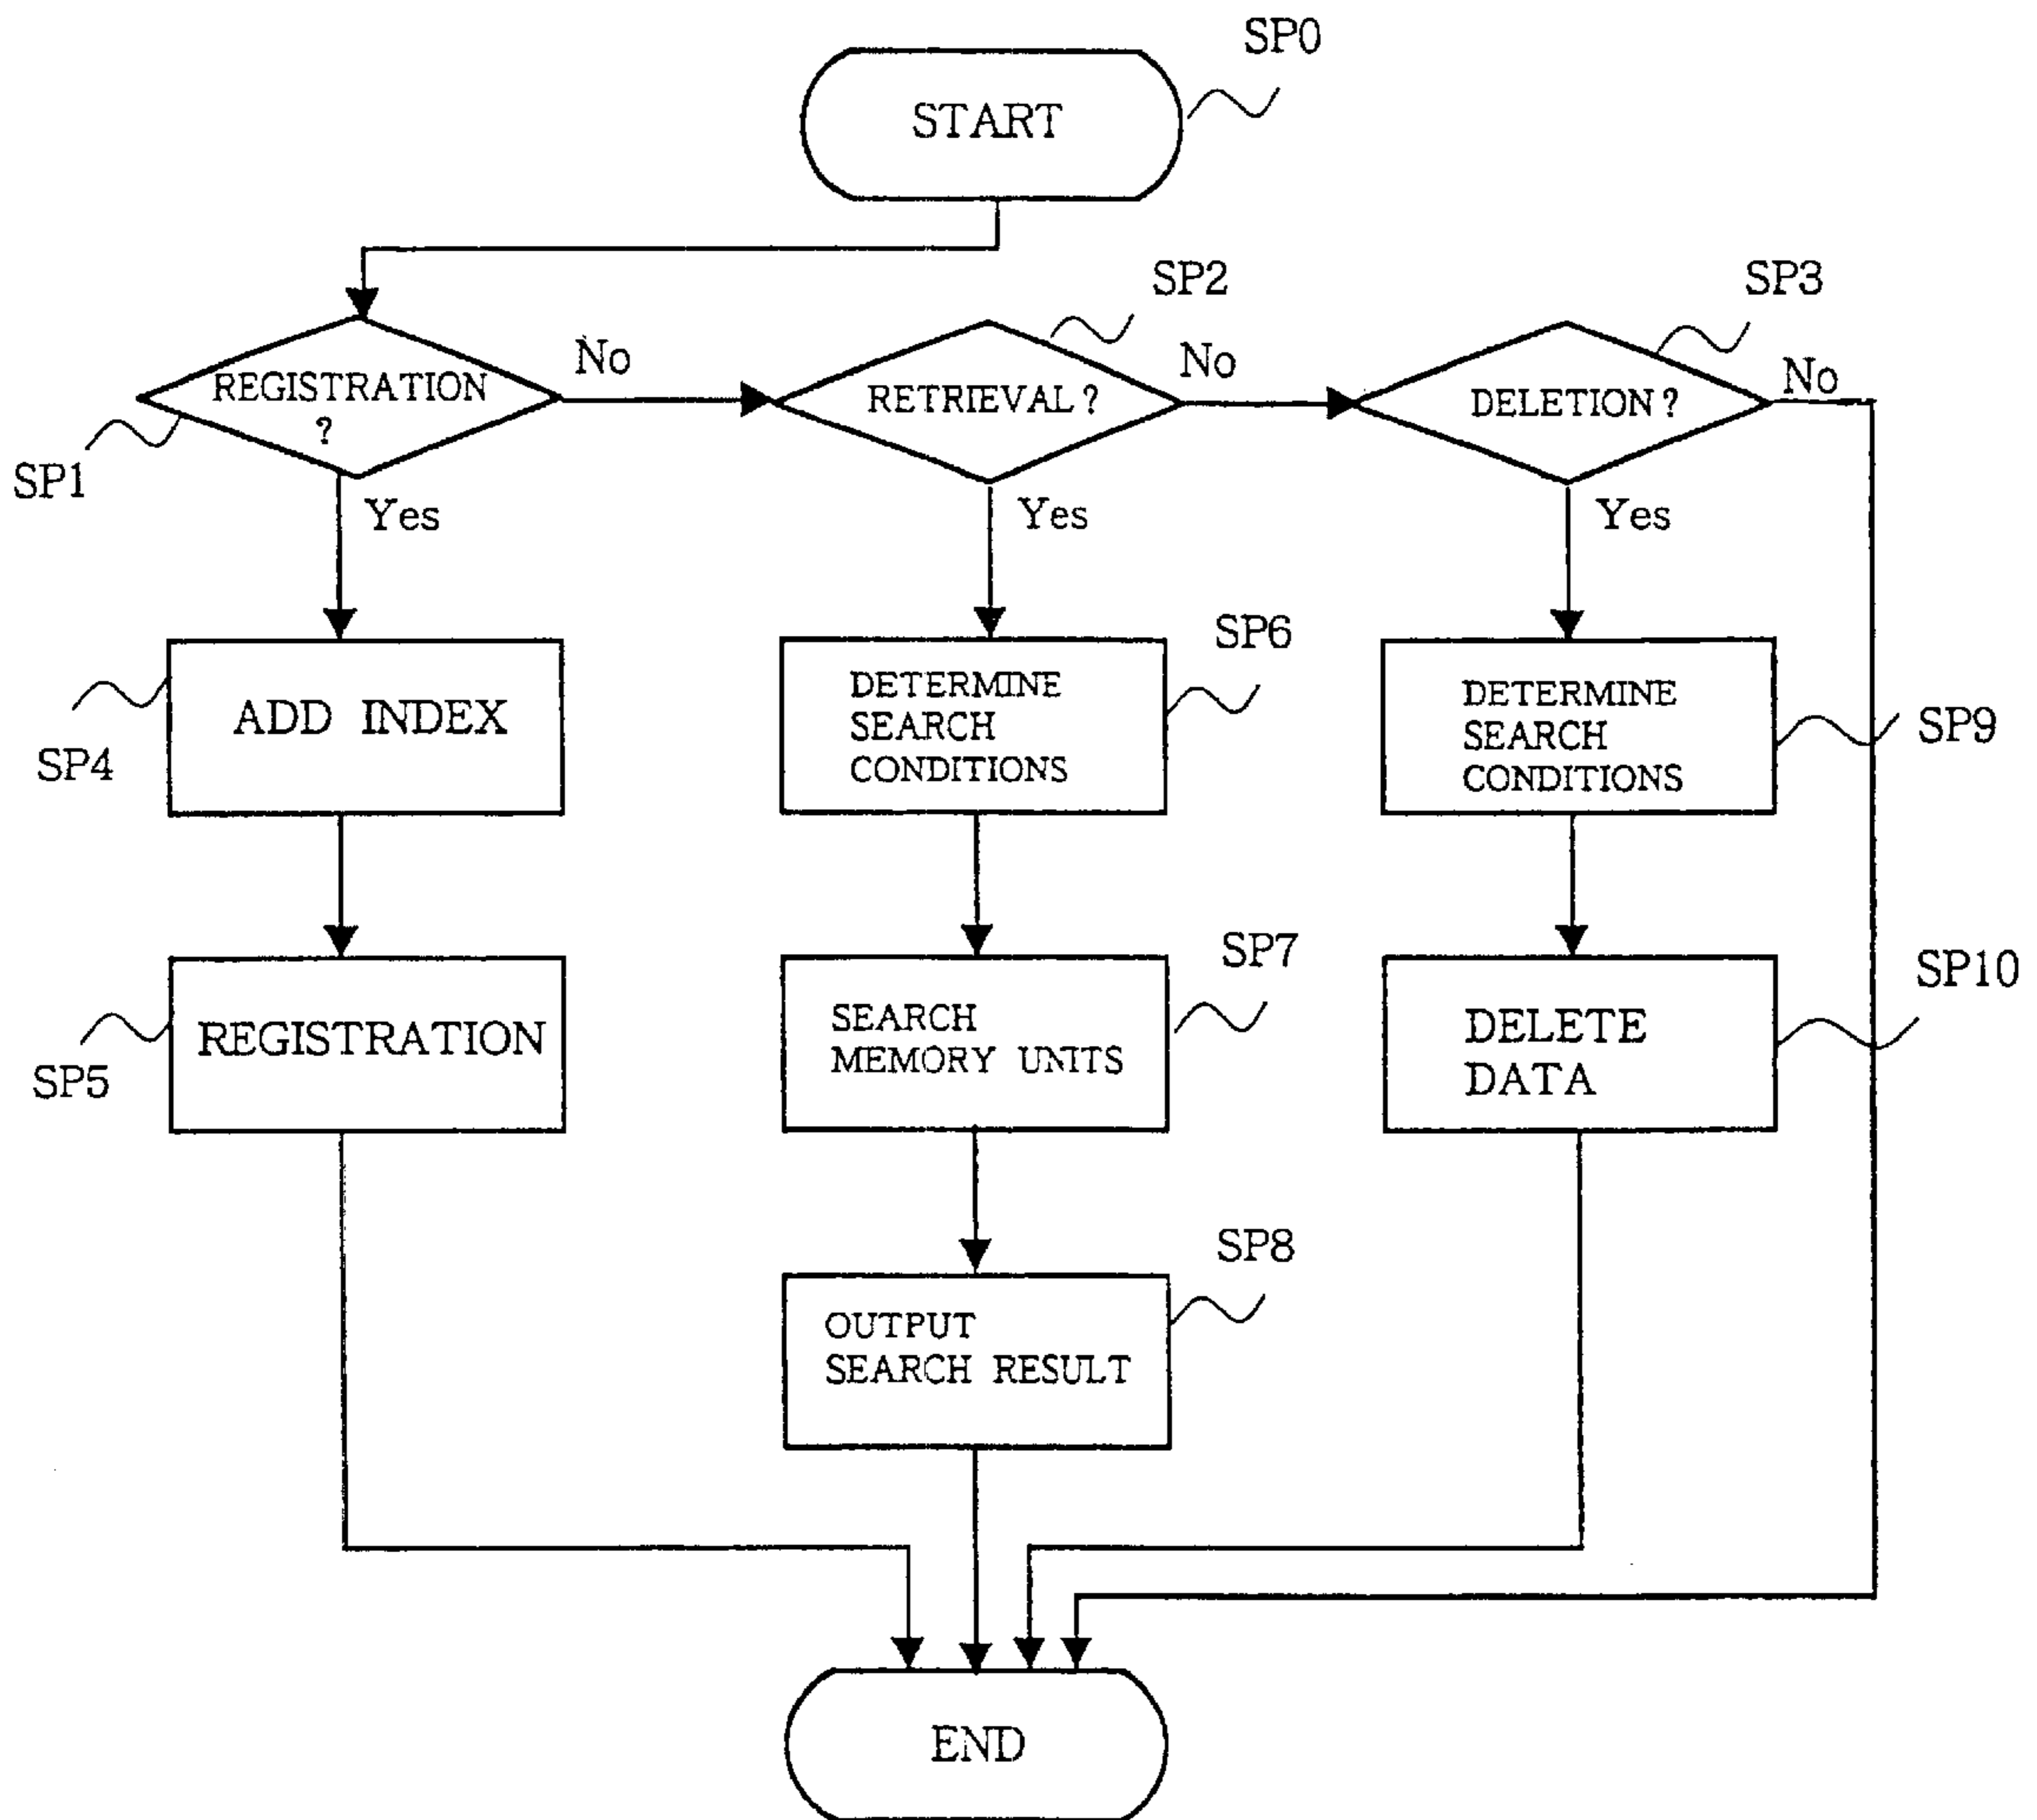 SP0
START
SP2
SP3
No
No
No
REGISTRATION
?
RETRIEVAL?
DELETION?
SP1
Yes
Yes
Yes
SP6
DETERMINE
SEARCH
CONDITIONS
DETERMINE
SEARCH
CONDITIONS
ADD INDEX
SP9
SP4
SP7
SP10
REGISTRATION
SEARCH
MEMORY UNITS
DELETE
DATA
SP5
SP8
OUTPUT
SEARCH RESULT
END